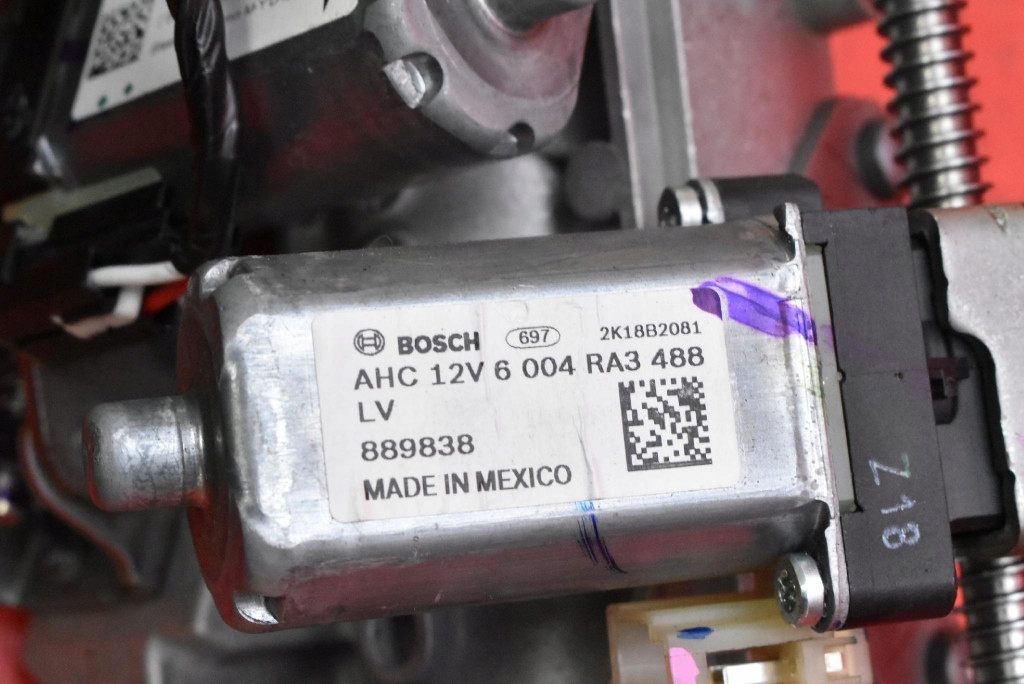 BOSCH 697 2K18B2081
AHC 12V 6 004 RA3 488
LV
889838
MADE IN MEXICO
Z18